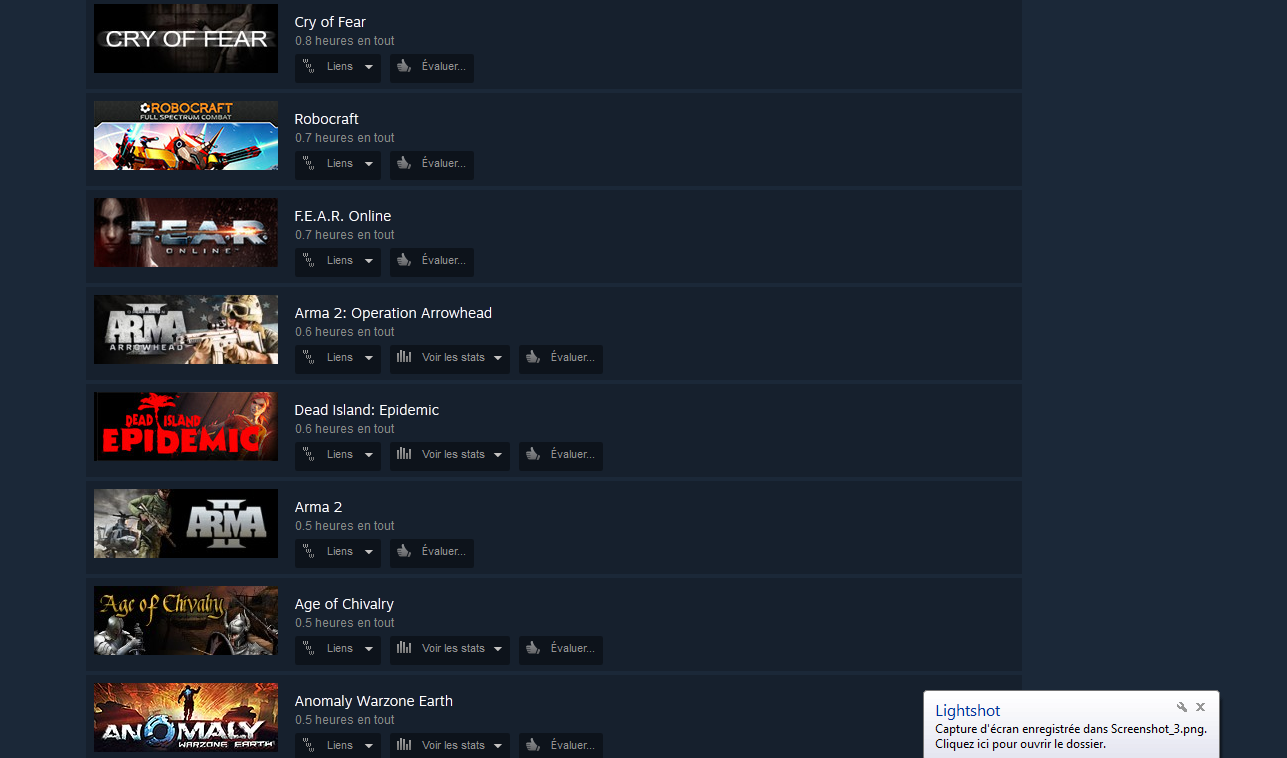 CRY OF FEAR
Cry of Fear
0.8 heures en tout
Liens
Évaluer...
ROBOCRAFT
FULL SPECTRUM COMBAT
Robocraft
0.7 heures en tout
Liens
Évaluer...
F.E.A.R.
ONLINE
F.E.A.R. Online
0.7 heures en tout
Liens
Évaluer...
ARMA II
ARROWHEAD
Arma 2: Operation Arrowhead
0.6 heures en tout
Liens
Voir les stats
Évaluer...
DEAD ISLAND
EPIDEMIC
Dead Island: Epidemic
0.6 heures en tout
Liens
Voir les stats
Évaluer...
ARMA II
Arma 2
0.5 heures en tout
Liens
Évaluer...
Age of Chivalry
Age of Chivalry
0.5 heures en tout
Liens
Voir les stats
Évaluer...
ANOMALY
WARZONE EARTH
Anomaly Warzone Earth
0.5 heures en tout
Liens
Voir les stats
Évaluer...
Lightshot
Capture d'écran enregistrée dans Screenshot_3.png.
Cliquez ici pour ouvrir le dossier.